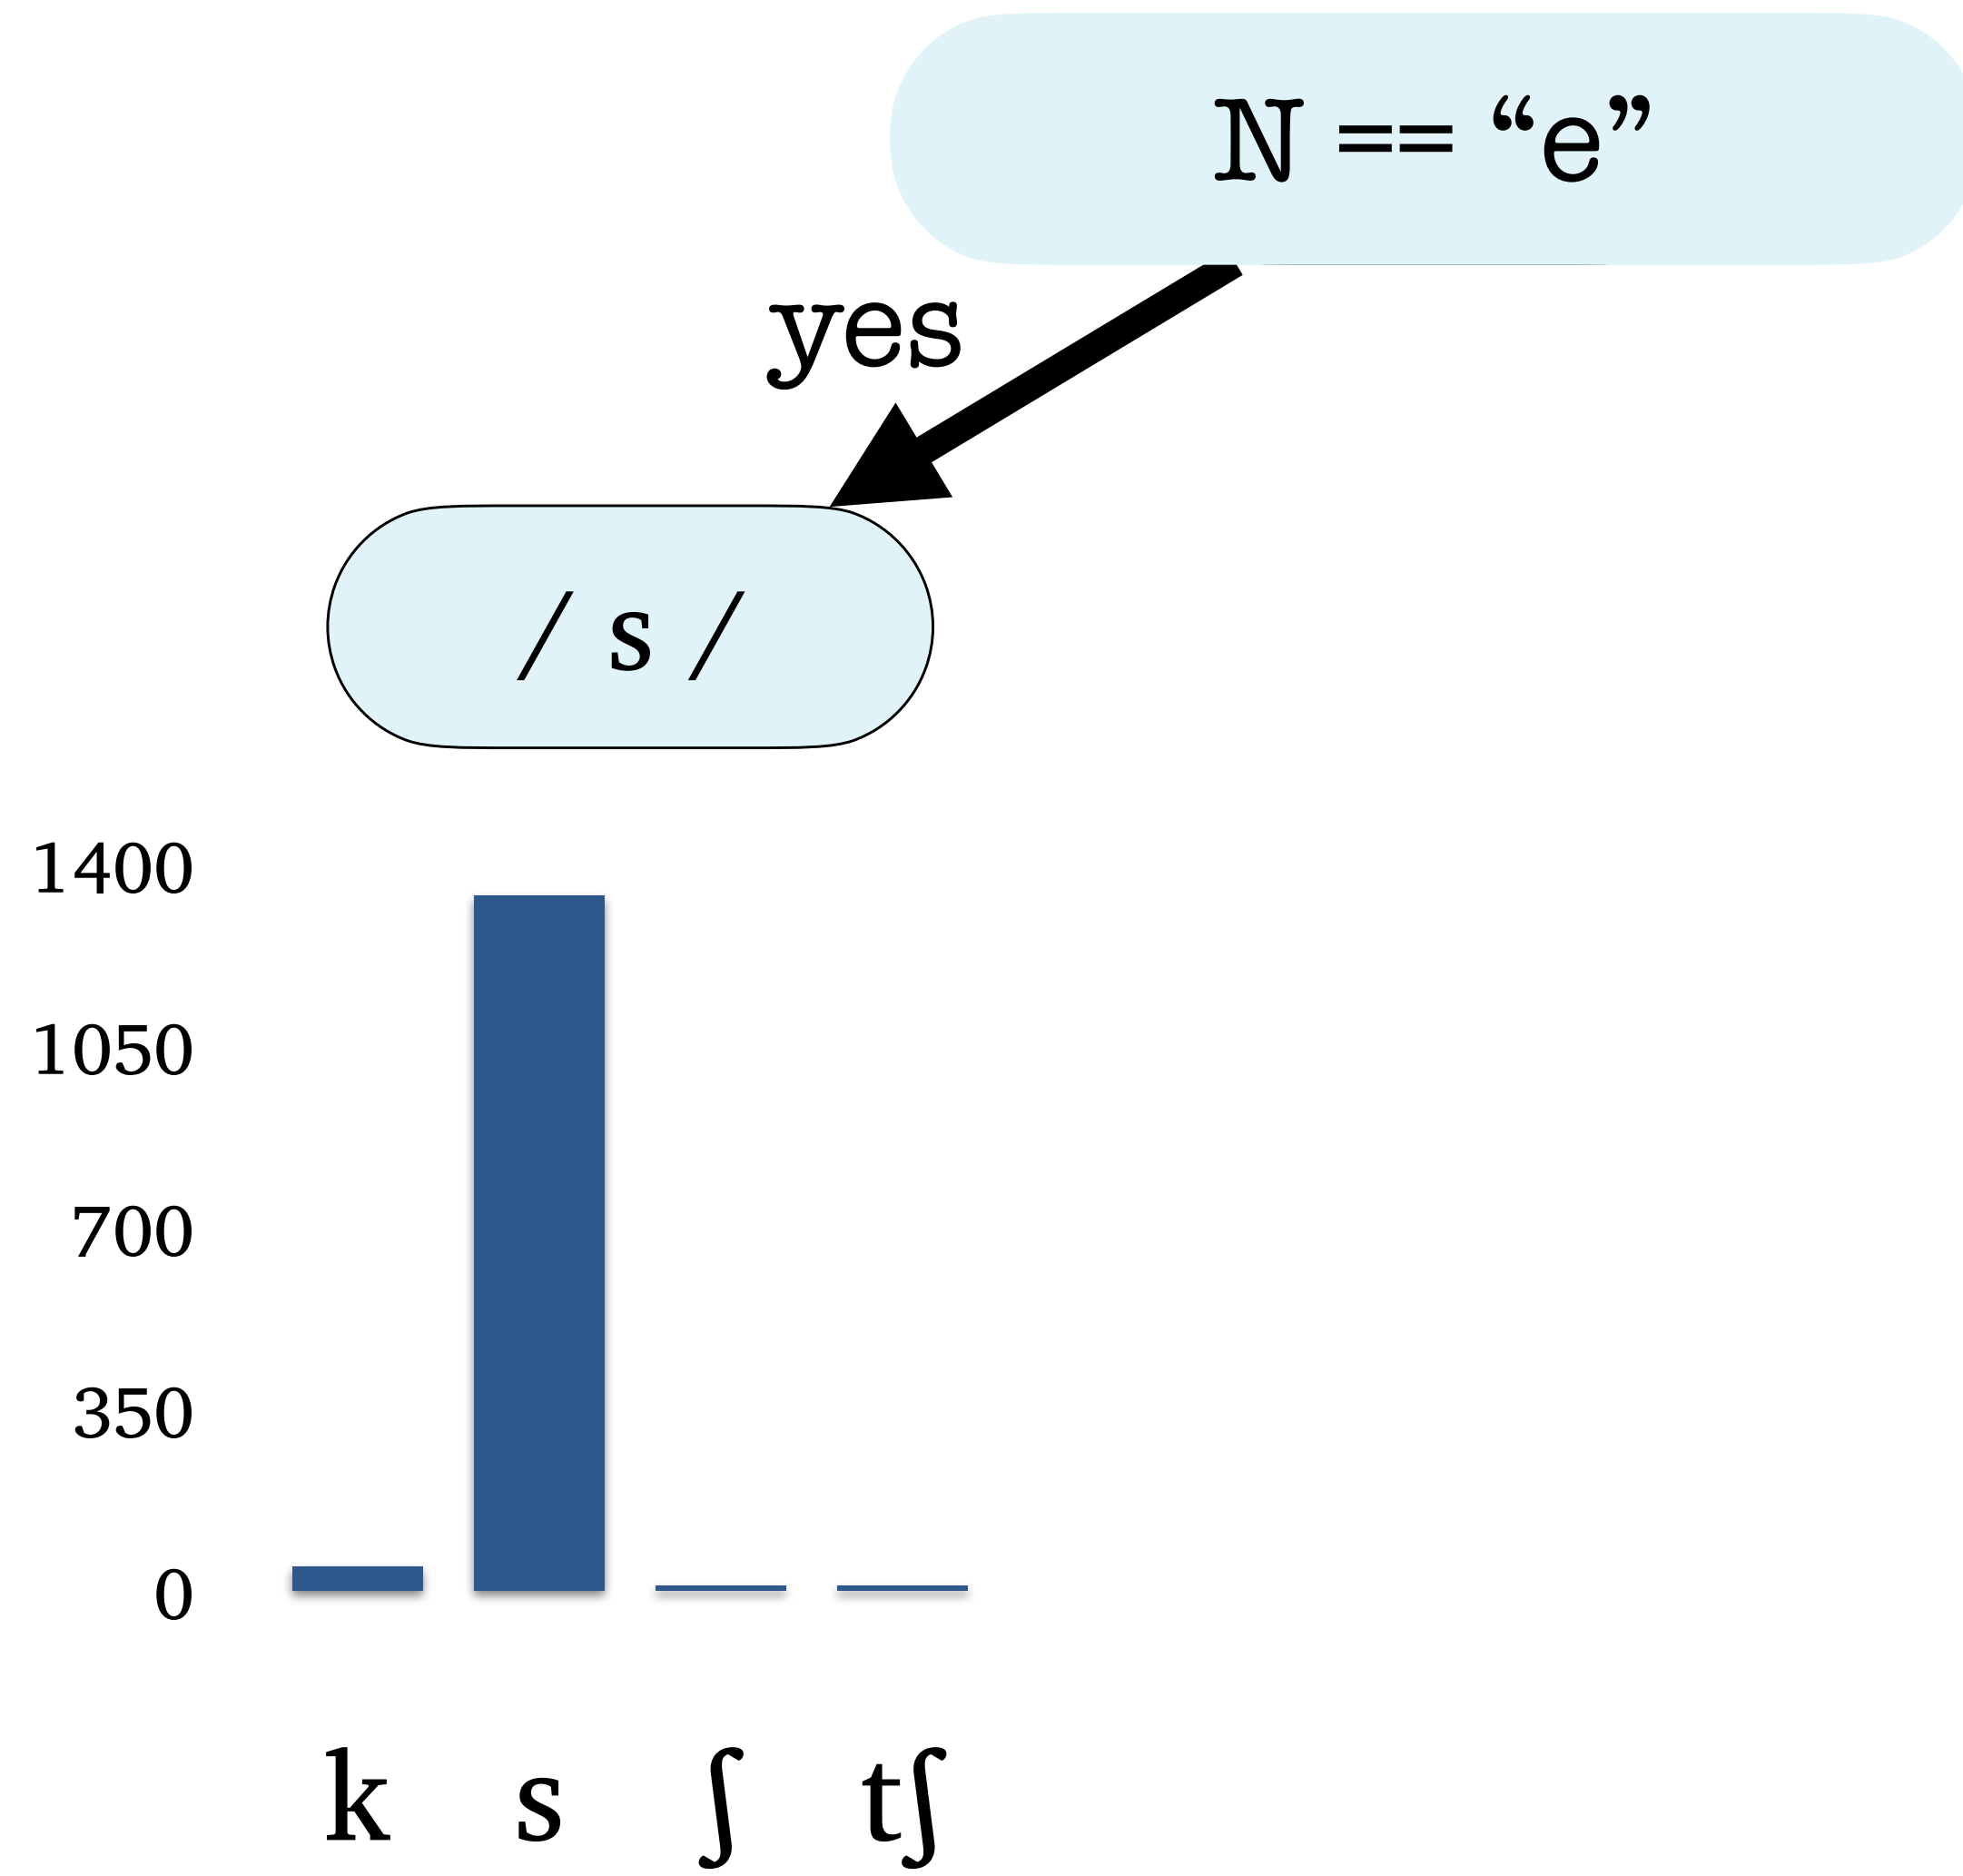 N == “e”
yes
/ s /
1400
1050
700
350
0
k s ʃ tʃ